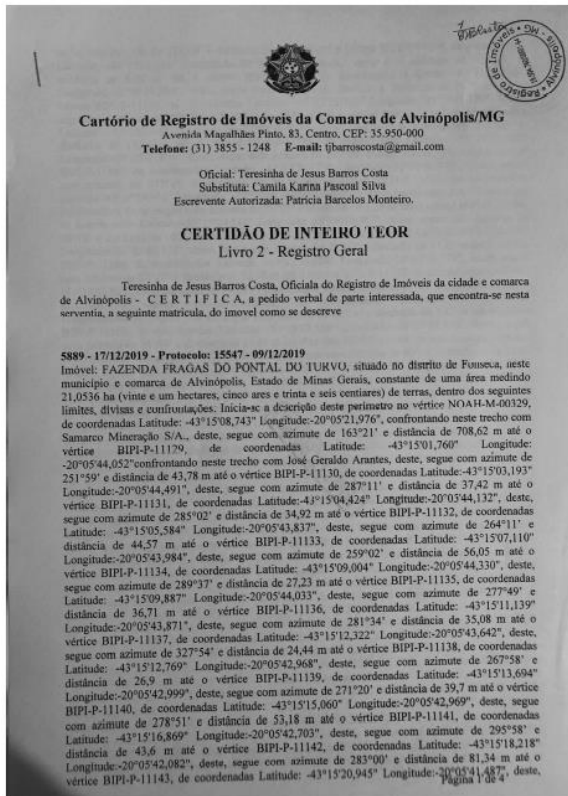 Cartório de Registro de Imóveis da Comarca de Alvinópolis/MG
Avenida Magalhães Pinto, 83, Centro, CEP: 35.950-000
Telefone: (31) 3855 - 1248 E-mail: tjbarroscosta@gmail.com
Oficial: Teresinha de Jesus Barros Costa
Substituta: Camila Karina Pascoal Silva
Escrevente Autorizada: Patrícia Barcelos Monteiro.
CERTIDÃO DE INTEIRO TEOR
Livro 2 - Registro Geral
Teresinha de Jesus Barros Costa, Oficiala do Registro de Imóveis da cidade e comarca
de Alvinópolis - C E R T I F I C A, a pedido verbal de parte interessada, que encontra-se nesta
serventia, a seguinte matrícula, do imovel como se descreve
5889 - 17/12/2019 - Protocolo: 15547 - 09/12/2019
Imóvel: FAZENDA FRAGAS DO PONTAL DO TURVO, situado no distrito de Fonseca, neste
município e comarca de Alvinópolis, Estado de Minas Gerais, constante de uma área medindo
21,0536 ha (vinte e um hectares, cinco ares e trinta e seis centiares) de terras, dentro dos seguintes
limites, divisas e confrontações. Inicia-se a descrição deste perímetro no vértice NOAH-M-00329,
de coordenadas Latitude: -43°15'08,743" Longitude:-20°05'21,976", confrontando neste trecho com
Samarco Mineração S/A., deste, segue com azimute de 163°21' e distância de 708,62 m até o
vértice BIPI-P-11129, de coordenadas Latitude: -43°15'01,760" Longitude:
-20°05'44,052"confrontando neste trecho com José Geraldo Arantes, deste, segue com azimute de
251°59' e distância de 43,78 m até o vértice BIPI-P-11130, de coordenadas Latitude:-43°15'03,193"
Longitude:-20°05'44,491", deste, segue com azimute de 287°11' e distância de 37,42 m até o
vértice BIPI-P-11131, de coordenadas Latitude:-43°15'04,424" Longitude:-20°05'44,132", deste,
segue com azimute de 285°02' e distância de 34,92 m até o vértice BIPI-P-11132, de coordenadas
Latitude: -43°15'05,584" Longitude:-20°05'43,837", deste, segue com azimute de 264°11' e
distância de 44,57 m até o vértice BIPI-P-11133, de coordenadas Latitude: -43°15'07,110"
Longitude:-20°05'43,984", deste, segue com azimute de 259°02' e distância de 56,05 m até o
vértice BIPI-P-11134, de coordenadas Latitude: -43°15'09,004" Longitude:-20°05'44,330", deste,
segue com azimute de 289°37' e distância de 27,23 m até o vértice BIPI-P-11135, de coordenadas
Latitude: -43°15'09,887" Longitude:-20°05'44,033", deste, segue com azimute de 277°49' e
distância de 36,71 m até o vértice BIPI-P-11136, de coordenadas Latitude: -43°15'11,139"
Longitude:-20°05'43,871", deste, segue com azimute de 281°34' e distância de 35,08 m até o
vértice BIPI-P-11137, de coordenadas Latitude: -43°15'12,322" Longitude:-20°05'43,642", deste,
segue com azimute de 327°54' e distância de 24,44 m até o vértice BIPI-P-11138, de coordenadas
Latitude: -43°15'12,769" Longitude:-20°05'42,968", deste, segue com azimute de 267°58' e
distância de 26,9 m até o vértice BIPI-P-11139, de coordenadas Latitude: -43°15'13,694"
Longitude:-20°05'42,999", deste, segue com azimute de 271°20' e distância de 39,7 m até o vértice
BIPI-P-11140, de coordenadas Latitude: -43°15'15,060" Longitude:-20°05'42,969", deste, segue
com azimute de 278°51' e distância de 53,18 m até o vértice BIPI-P-11141, de coordenadas
Latitude: -43°15'16,869" Longitude:-20°05'42,703", deste, segue com azimute de 295°58' e
distância de 43,6 m até o vértice BIPI-P-11142, de coordenadas Latitude: -43°15'18,218"
Longitude:-20°05'42,082", deste, segue com azimute de 283°00' e distância de 81,34 m até o
vértice BIPI-P-11143, de coordenadas Latitude: -43°15'20,945" Longitude:-20°05'41,487", deste,
Página 1 de 4
Registro de Imóveis • Alvinópolis - MG